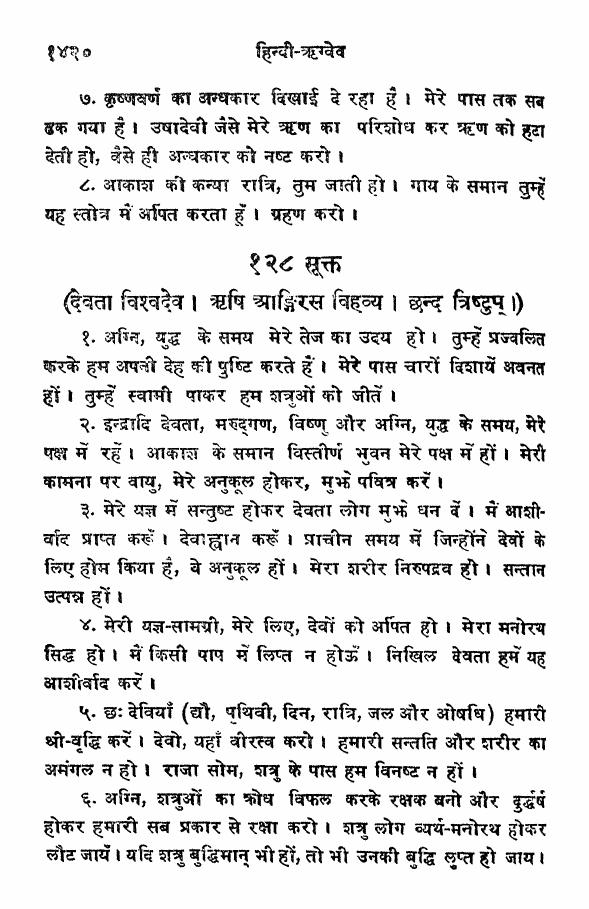 १४२० हिन्दी-ऋग्वेद
७. कृष्णवर्ण का अन्धकार दिखाई दे रहा है। मेरे पास तक सब
ढक गया है। उषादेवी जैसे मेरे ऋण का परिशोध कर ऋण को हटा
देती हो, वैसे ही अन्धकार को नष्ट करो।
८. आकाश की कन्या रात्रि, तुम जाती हो। गाय के समान तुम्हें
यह स्तोत्र मैं अर्पित करता हूँ। ग्रहण करो।
१२८ सूक्त
(देवता विश्वदेव। ऋषि आङ्गिरस विहव्य। छन्द त्रिष्टुप्।)
१. अग्नि, युद्ध के समय मेरे तेज का उदय हो। तुम्हें प्रज्वलित
करके हम अपनी देह की पुष्टि करते हैं। मेरे पास चारों दिशायें अवनत
हों। तुम्हें स्वामी पाकर हम शत्रुओं को जीतें।
२. इन्द्रादि देवता, मरुद्गण, विष्णु और अग्नि, युद्ध के समय, मेरे
पक्ष में रहें। आकाश के समान विस्तीर्ण भुवन मेरे पक्ष में हों। मेरी
कामना पर वायु, मेरे अनुकूल होकर, मुझे पवित्र करें।
३. मेरे यज्ञ में सन्तुष्ट होकर देवता लोग मुझे धन दें। मैं आशी-
र्वाद प्राप्त करूँ। देवाह्वान करूँ। प्राचीन समय में जिन्होंने देवों के
लिए होम किया है, वे अनुकूल हों। मेरा शरीर निरुपद्रव हो। सन्तान
उत्पन्न हों।
४. मेरी यज्ञ-सामग्री, मेरे लिए, देवों को अर्पित हो। मेरा मनोरथ
सिद्ध हो। मैं किसी पाप में लिप्त न होऊँ। निखिल देवता हमें यह
आशीर्वाद करें।
५. छः देवियाँ (द्यौ, पृथिवी, दिन, रात्रि, जल और ओषधि) हमारी
श्री-वृद्धि करें। देवो, यहाँ वीरत्व करो। हमारी सन्तति और शरीर का
अमंगल न हो। राजा सोम, शत्रु के पास हम विनष्ट न हों।
६. अग्नि, शत्रुओं का क्रोध विफल करके रक्षक बनो और दुर्द्धर्ष
होकर हमारी सब प्रकार से रक्षा करो। शत्रु लोग व्यर्थ-मनोरथ होकर
लौट जायँ। यदि शत्रु बुद्धिमान् भी हों, तो भी उनकी बुद्धि लुप्त हो जाय।